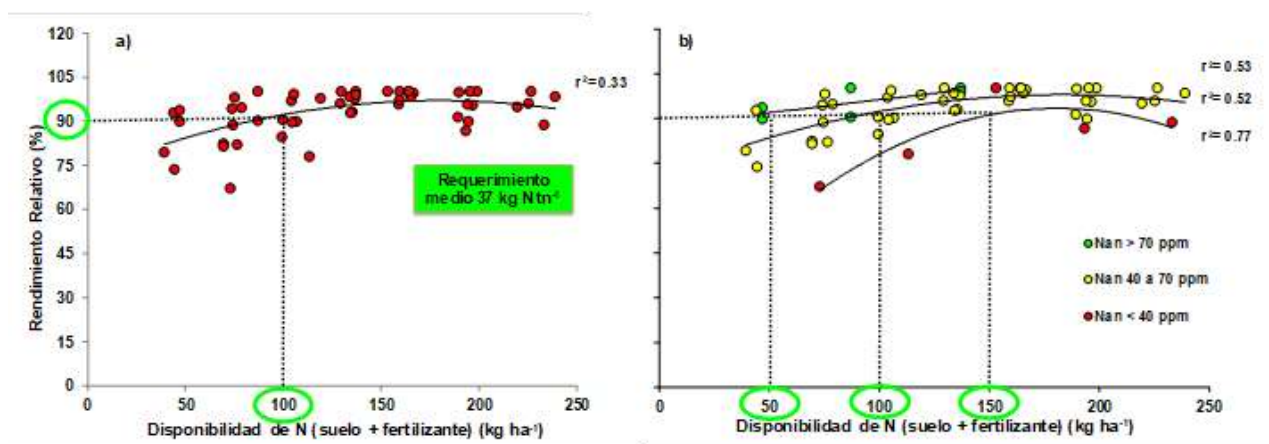 a)
Rendimiento Relativo (%)
120
105
90
75
60
45
30
15
0
r²=0.33
Requerimiento
medio 37 kg Ntn⁻¹
0 50 100 150 200 250
Disponibilidad de N (suelo + fertilizante) (kg ha⁻¹)
b)
r²=0.53
r²=0.52
r²=0.77
Nan > 70 ppm
Nan 40 a 70 ppm
Nan < 40 ppm
0 50 100 150 200 250
Disponibilidad de N (suelo + fertilizante) (kg ha⁻¹)